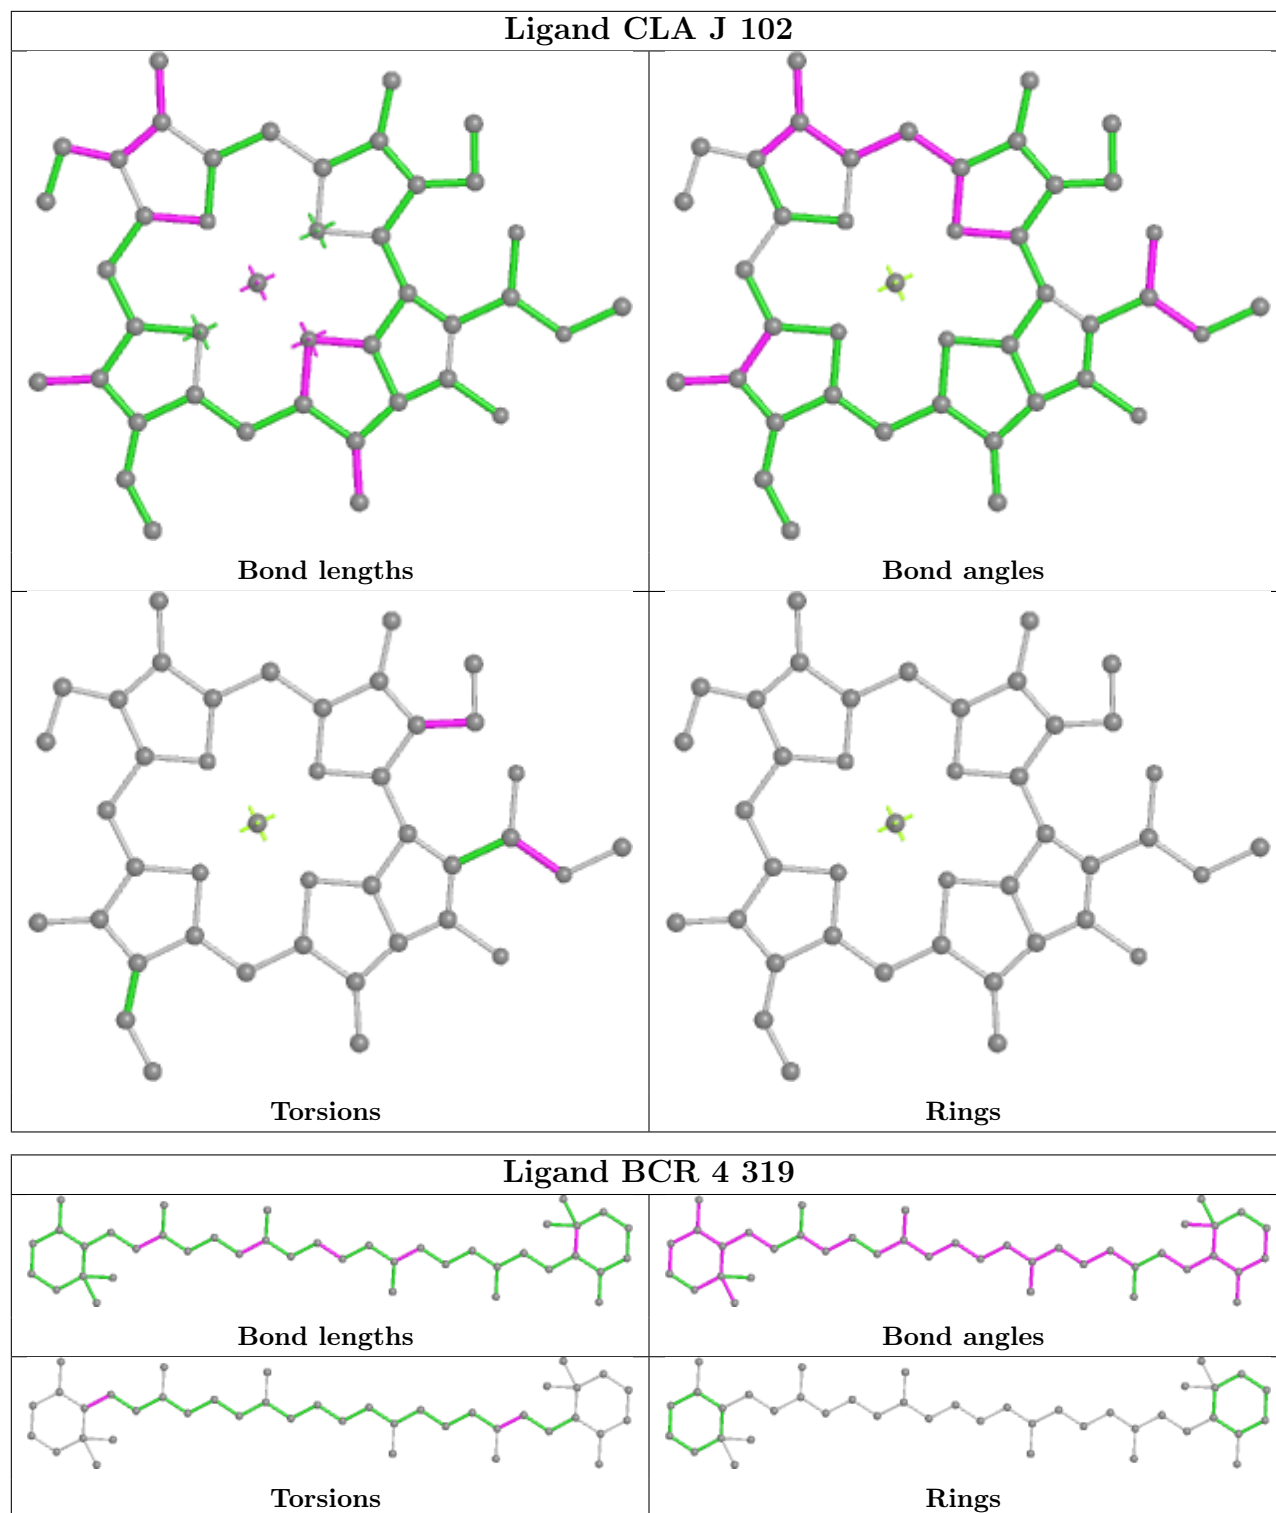 Ligand CLA J 102
Bond lengths
Bond angles
Torsions
Rings
Ligand BCR 4 319
Bond lengths
Bond angles
Torsions
Rings